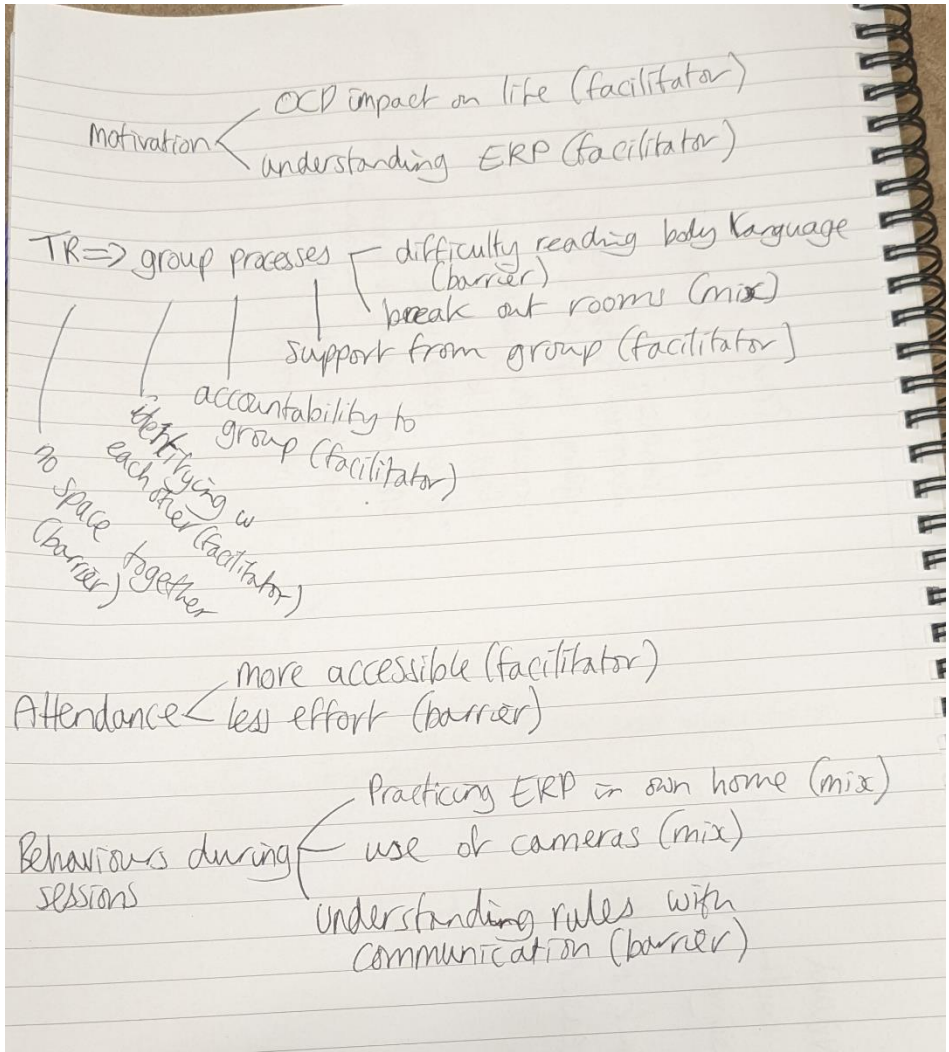 OCD impact on life (facilitator)
Motivation
understanding ERP (facilitator)
TR => group processes
difficulty reading body language
(barrier)
break out rooms (mix)
support from group (facilitator)
accountability to
group (facilitator)
identifying w
each other (facilitator)
no space together
(barrier)
more accessible (facilitator)
Attendance
less effort (barrier)
Practicing ERP in own home (mix)
Behaviours during
sessions
use of cameras (mix)
understanding rules with
communication (barrier)